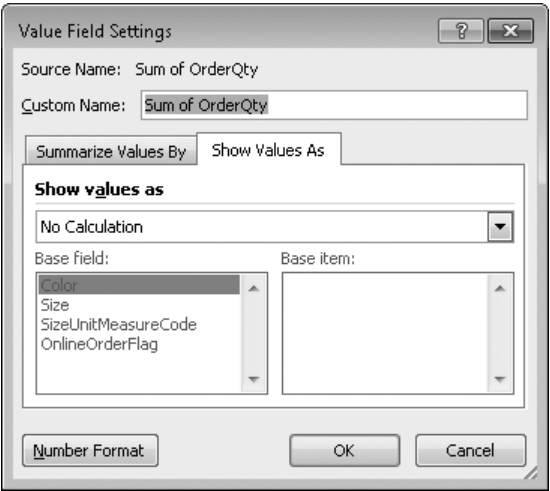 Value Field Settings
Source Name: Sum of OrderQty
Custom Name: Sum of OrderQty
Summarize Values By Show Values As
Show values as
No Calculation
Base field: Base item:
Color
Size
SizeUnitMeasureCode
OnlineOrderFlag
Number Format OK Cancel